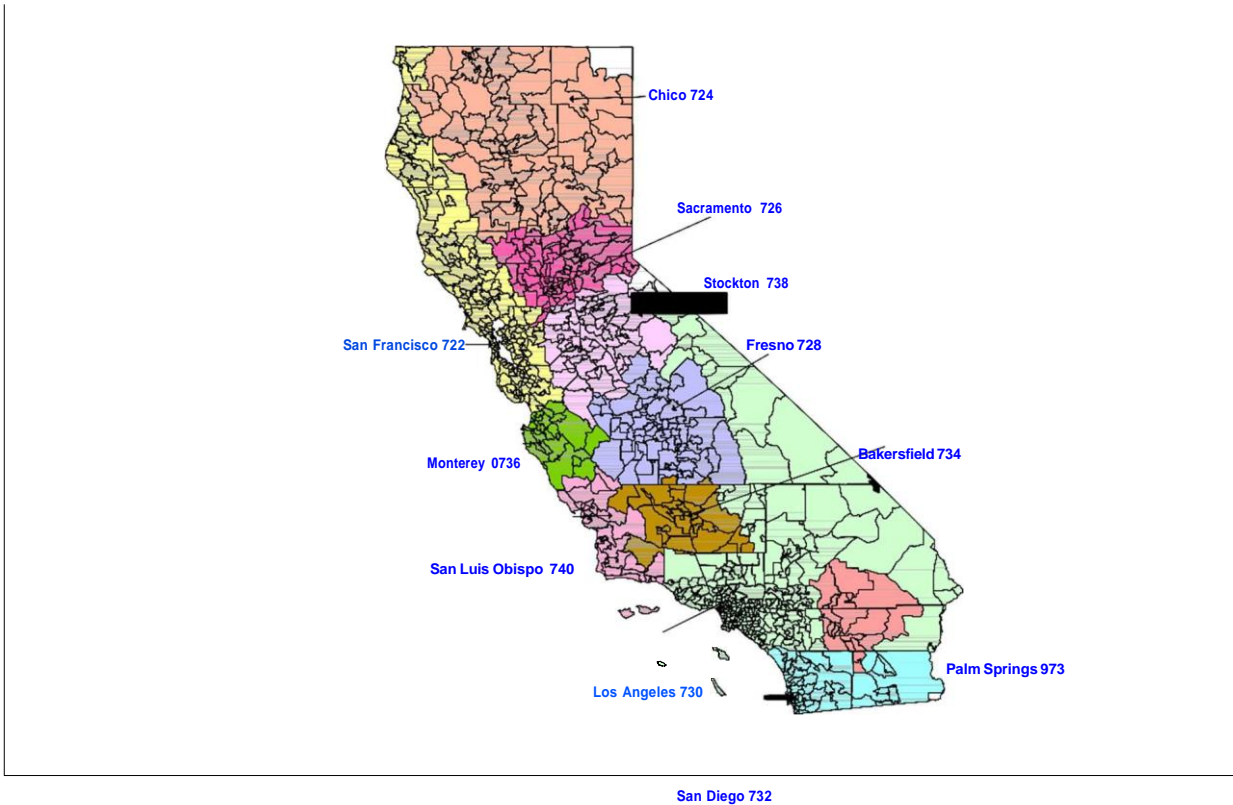 Chico 724
Sacramento 726
Stockton 738
San Francisco 722
Fresno 728
Monterey 0736
Bakersfield 734
San Luis Obispo 740
Palm Springs 973
Los Angeles 730
San Diego 732